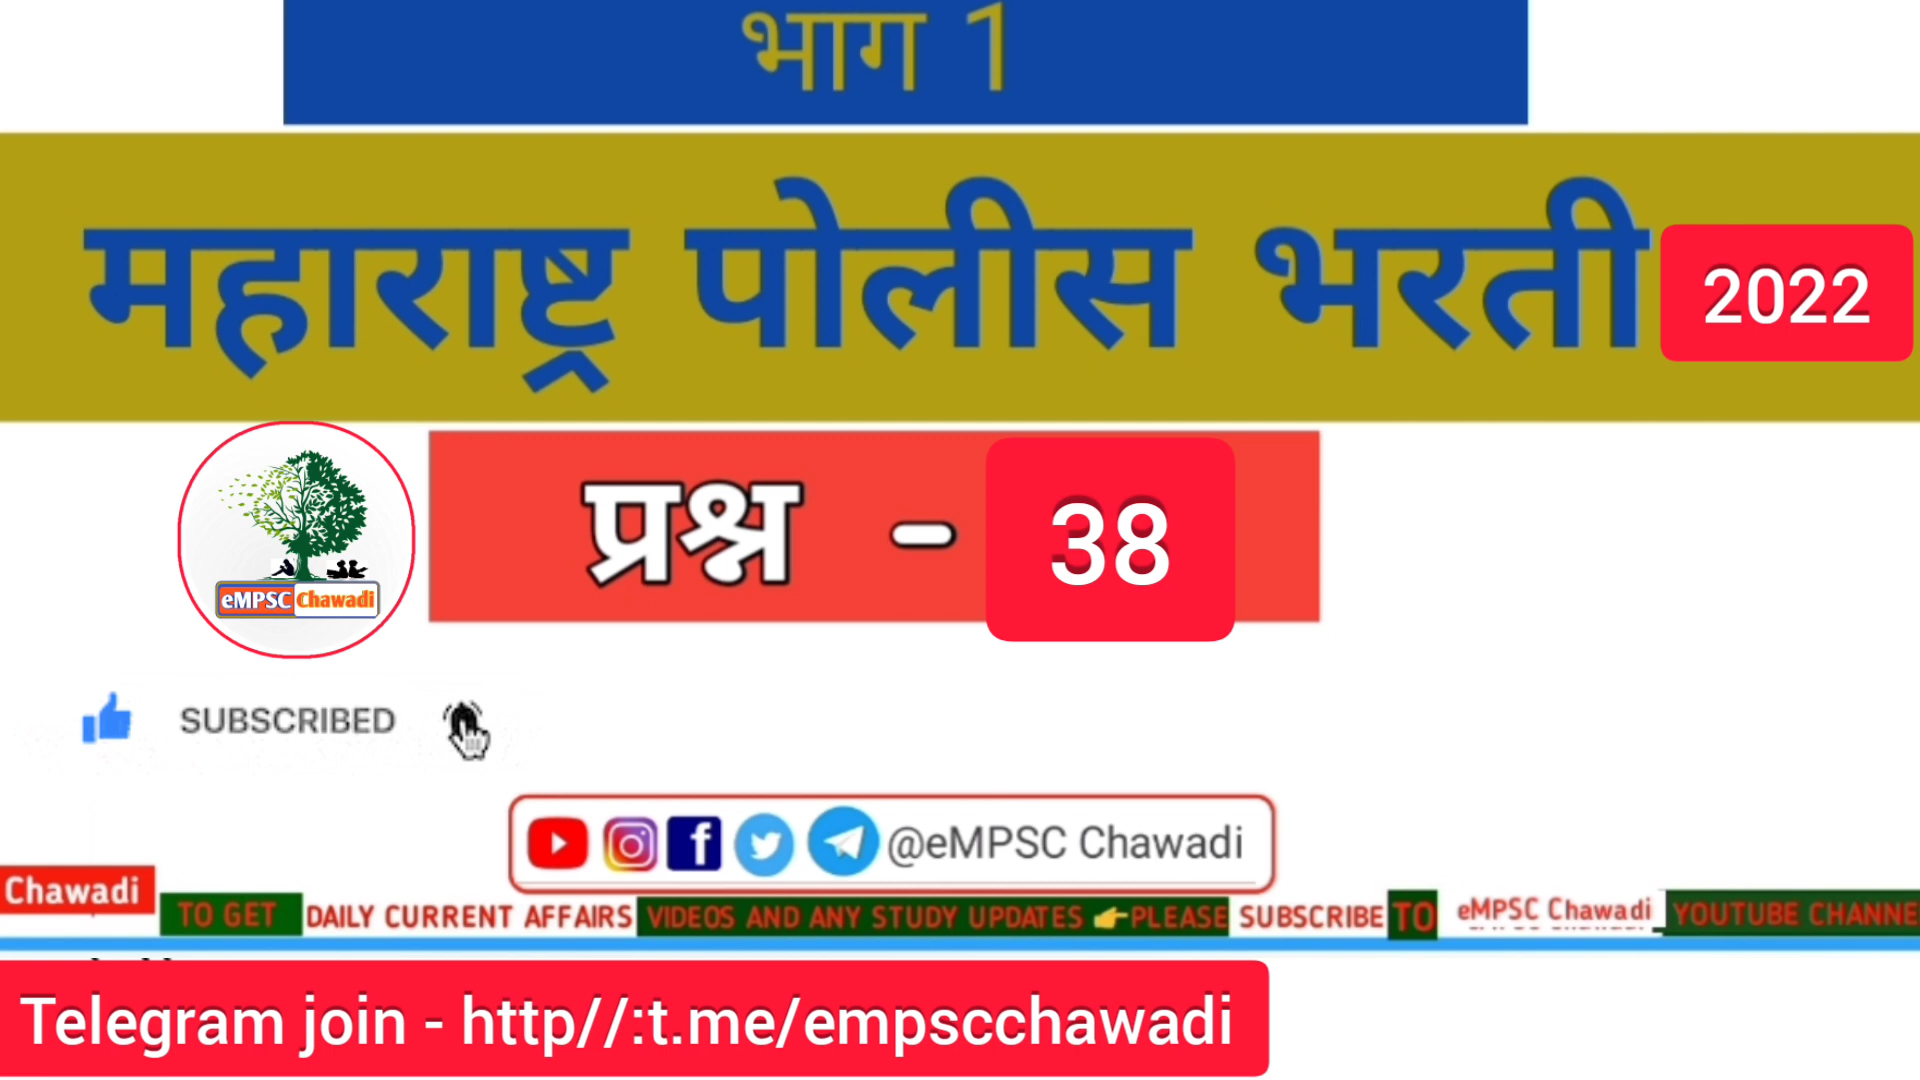 भाग 1
महाराष्ट्र पोलीस भरती 2022
eMPSC Chawadi
प्रश्न - 38
SUBSCRIBED
@eMPSC Chawadi
Chawadi TO GET DAILY CURRENT AFFAIRS VIDEOS AND ANY STUDY UPDATES 👉PLEASE SUBSCRIBE TO eMPSC Chawadi YOUTUBE CHANNE
Telegram join - http//:t.me/empscchawadi